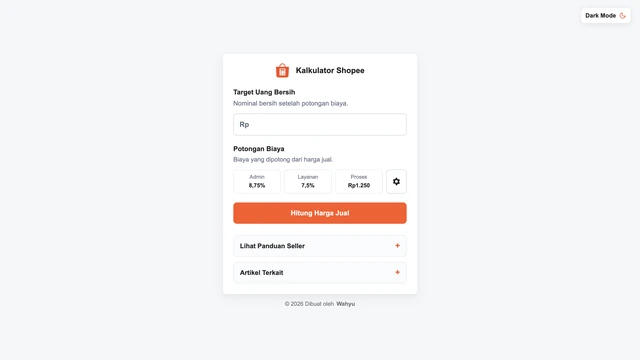 Dark Mode
Kalkulator Shopee
Target Uang Bersih
Nominal bersih setelah potongan biaya.
Rp
Potongan Biaya
Biaya yang dipotong dari harga jual.
Admin
8,75%
Layanan
7,5%
Proses
Rp1.250
Hitung Harga Jual
Lihat Panduan Seller +
Artikel Terkait +
© 2026 Dibuat oleh Wahyu